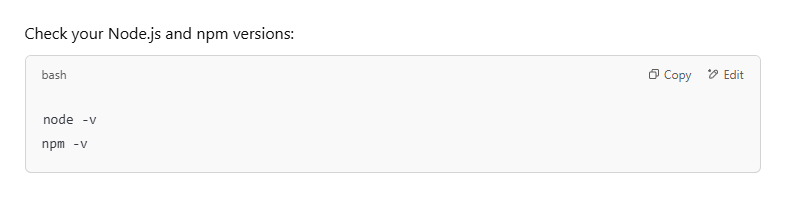 Check your Node.js and npm versions:
bash
Copy
Edit
node -v
npm -v